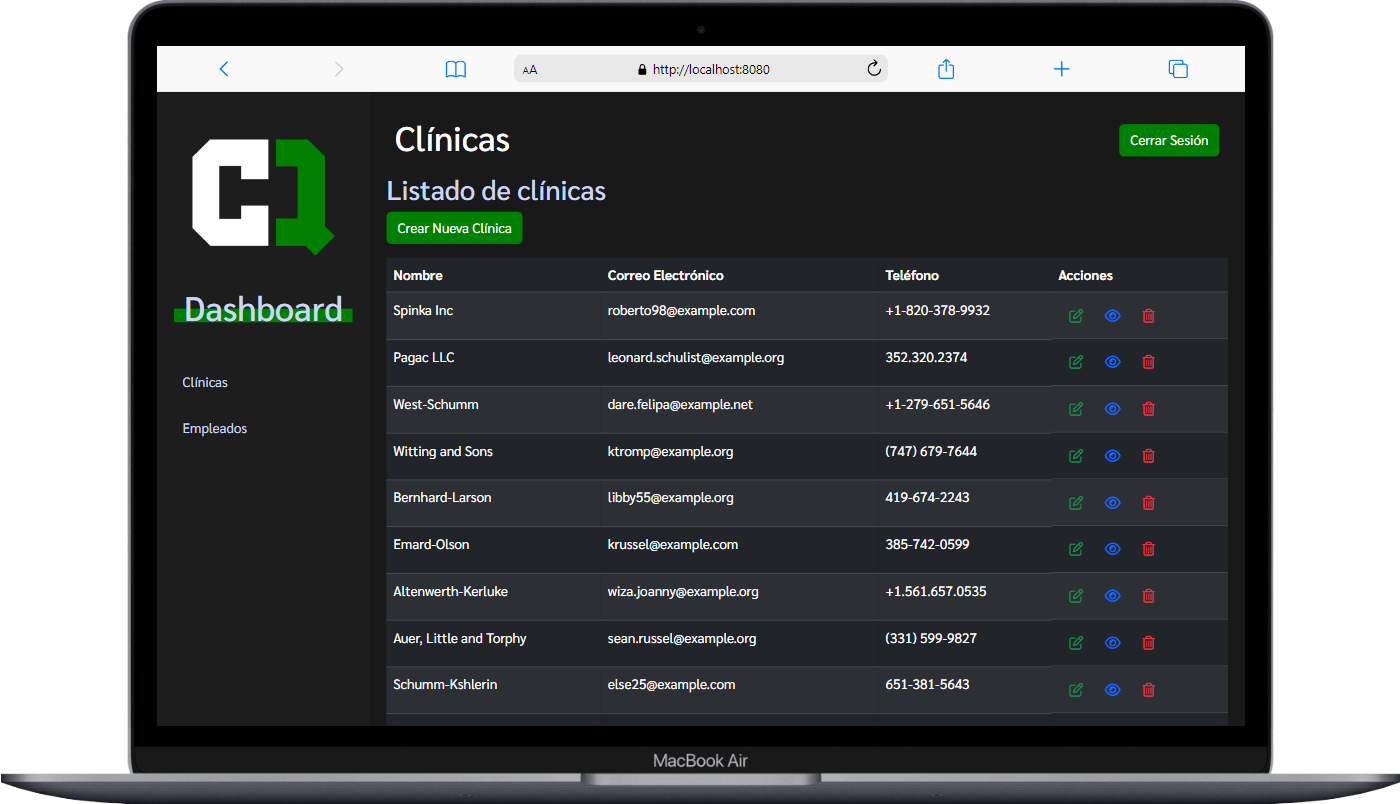 AA http://localhost:8080
Clínicas
Cerrar Sesión
Listado de clínicas
Crear Nueva Clínica
Dashboard
Clínicas
Empleados
Nombre Correo Electrónico Teléfono Acciones
Spinka Inc roberto98@example.com +1-820-378-9932
Pagac LLC leonard.schulist@example.org 352.320.2374
West-Schumm dare.felipa@example.net +1-279-651-5646
Witting and Sons ktromp@example.org (747) 679-7644
Bernhard-Larson libby55@example.org 419-674-2243
Emard-Olson krussel@example.com 385-742-0599
Altenwerth-Kerluke wiza.joanny@example.org +1.561.657.0535
Auer, Little and Torphy sean.russel@example.org (331) 599-9827
Schumm-Kshlerin else25@example.com 651-381-5643
MacBook Air